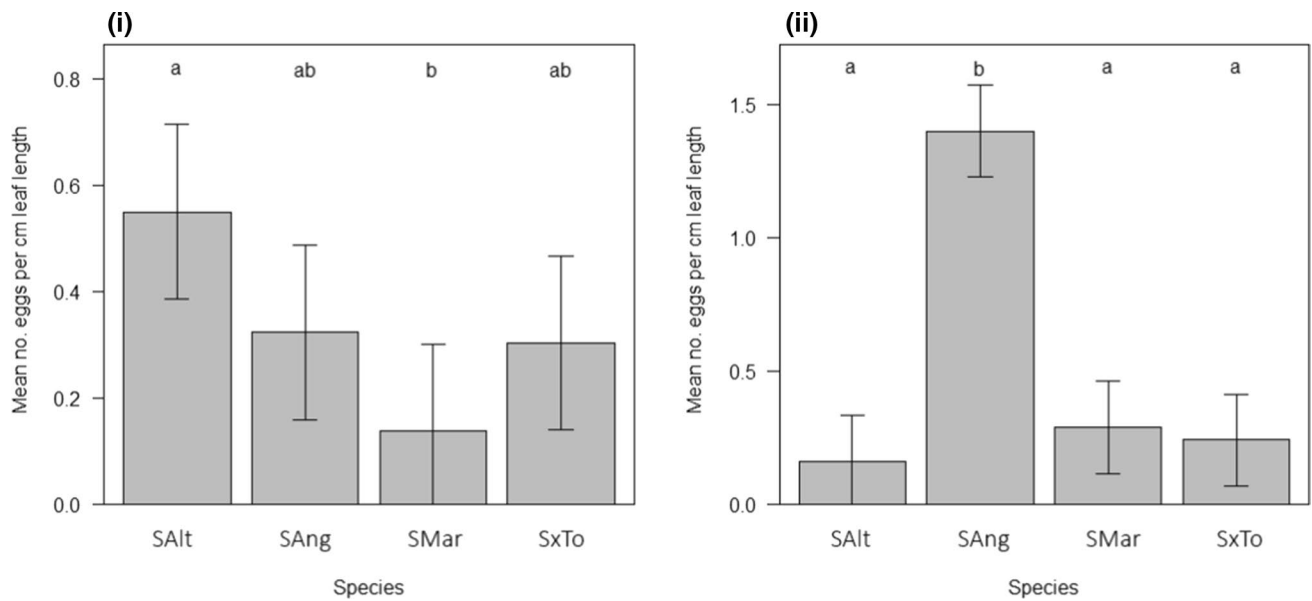 (i)
Mean no. eggs per cm leaf length
0.8
0.6
0.4
0.2
0.0
a ab b ab
SAlt SAng SMar SxTo
Species
(ii)
Mean no. eggs per cm leaf length
1.5
1.0
0.5
0.0
a b a a
SAlt SAng SMar SxTo
Species